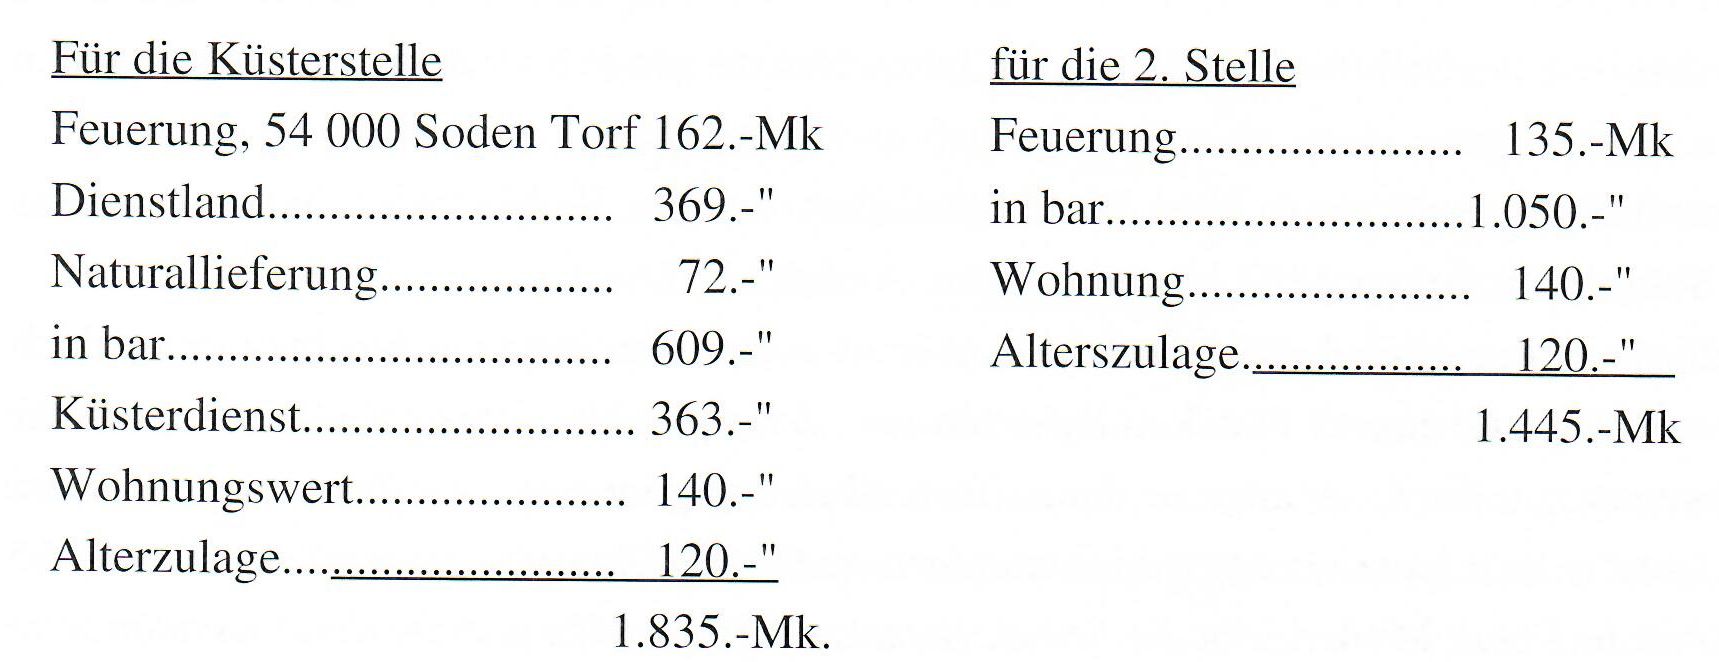 Für die Küsterstelle
Feuerung, 54 000 Soden Torf 162.-Mk
Dienstland............................ 369.-"
Naturallieferung................... 72.-"
in bar.................................... 609.-"
Küsterdienst........................... 363.-"
Wohnungswert...................... 140.-"
Alterzulage........................... 120.-"
1.835.-Mk.
für die 2. Stelle
Feuerung....................... 135.-Mk
in bar.............................1.050.-"
Wohnung....................... 140.-"
Alterszulage.................. 120.-"
1.445.-Mk